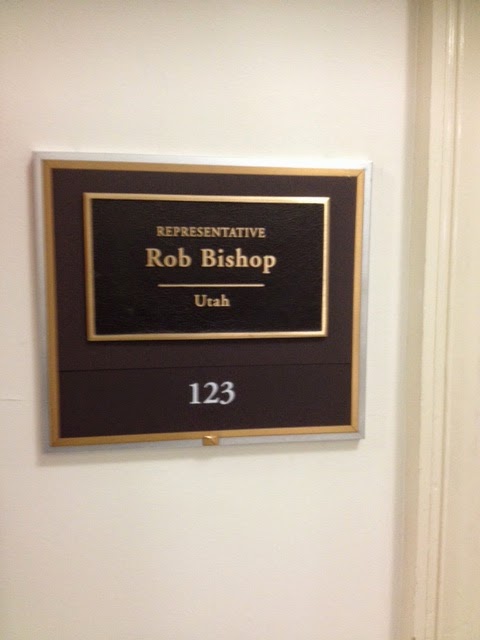 REPRESENTATIVE
Rob Bishop
Utah
123